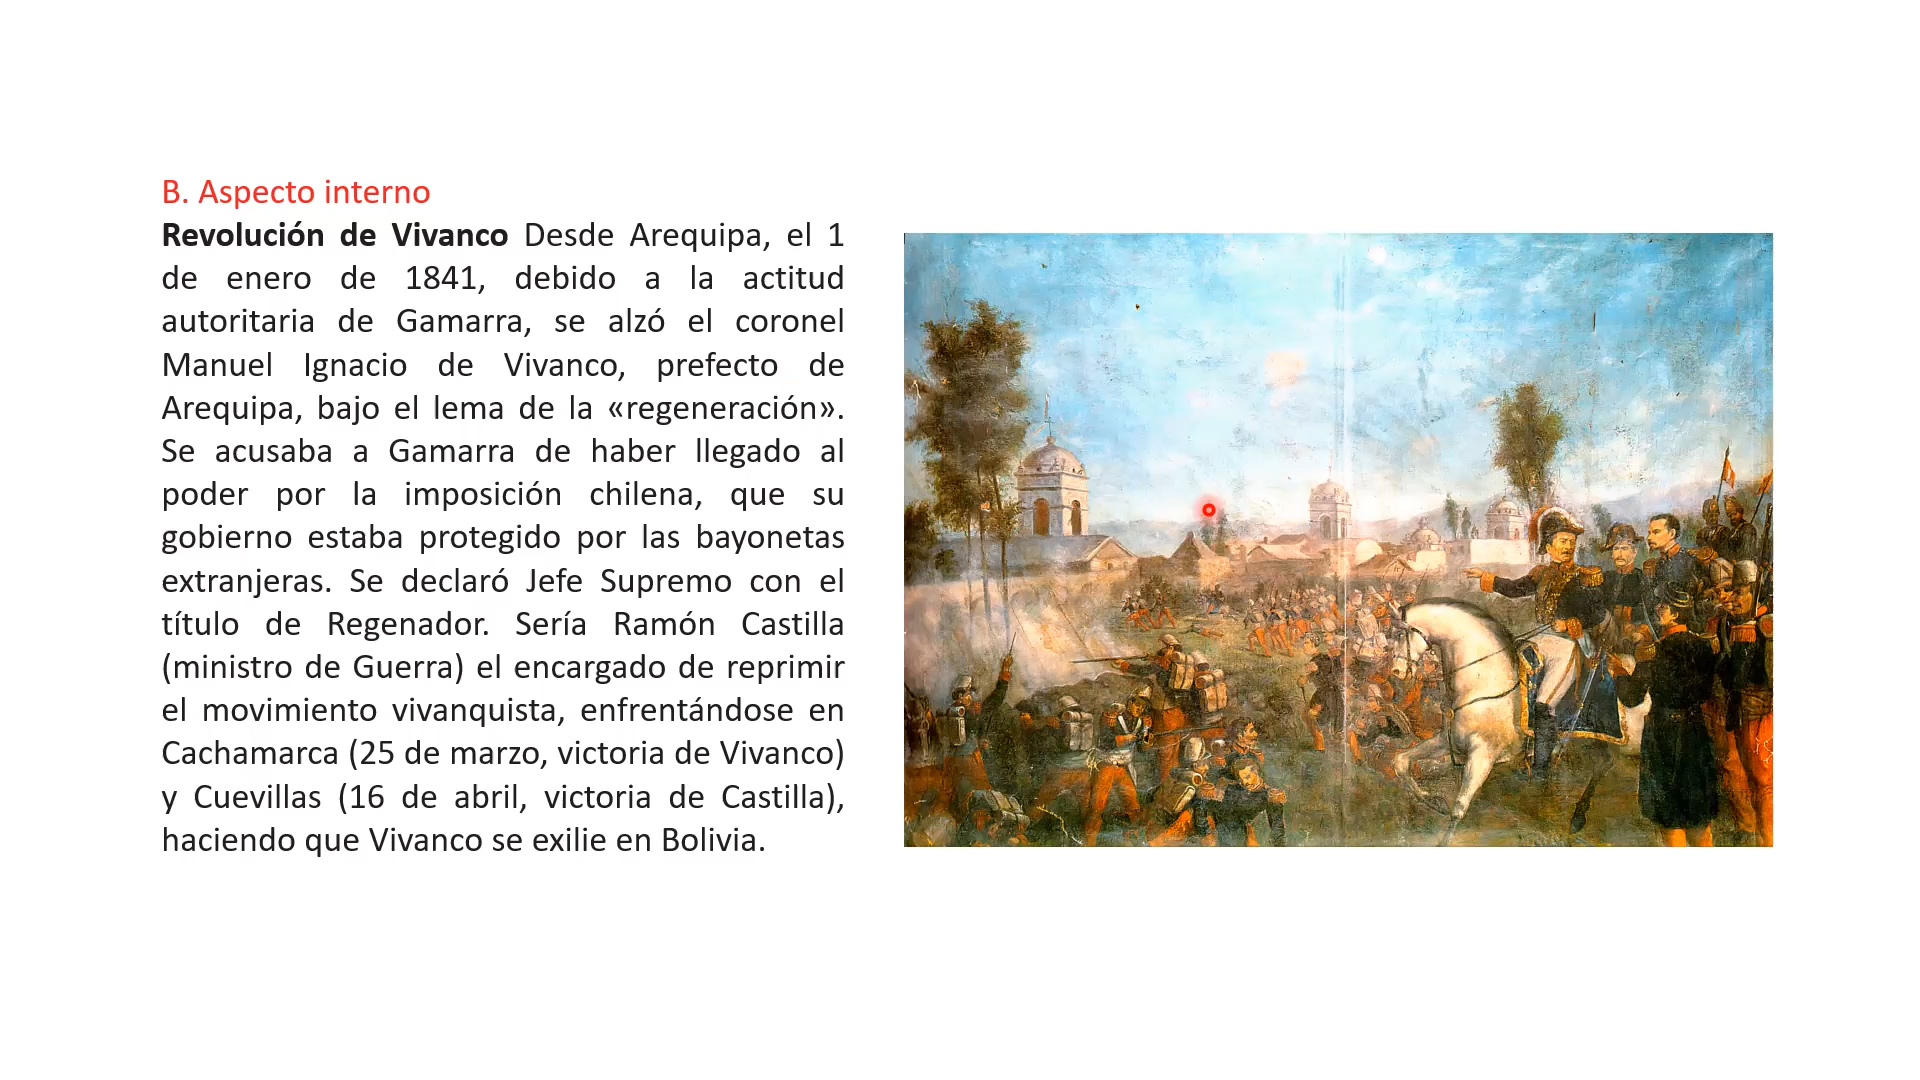 B. Aspecto interno
Revolución de Vivanco Desde Arequipa, el 1
de enero de 1841, debido a la actitud
autoritaria de Gamarra, se alzó el coronel
Manuel Ignacio de Vivanco, prefecto de
Arequipa, bajo el lema de la «regeneración».
Se acusaba a Gamarra de haber llegado al
poder por la imposición chilena, que su
gobierno estaba protegido por las bayonetas
extranjeras. Se declaró Jefe Supremo con el
título de Regenador. Sería Ramón Castilla
(ministro de Guerra) el encargado de reprimir
el movimiento vivanquista, enfrentándose en
Cachamarca (25 de marzo, victoria de Vivanco)
y Cuevillas (16 de abril, victoria de Castilla),
haciendo que Vivanco se exilie en Bolivia.